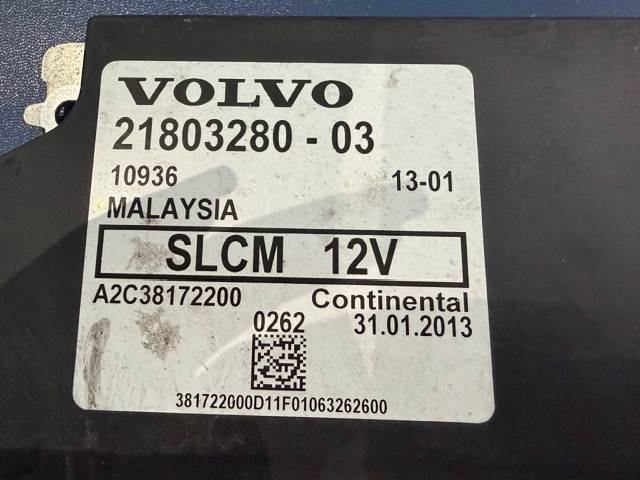 VOLVO
21803280 - 03
10936 13-01
MALAYSIA
SLCM 12V
A2C38172200 Continental
0262 31.01.2013
381722000D11F01063262600